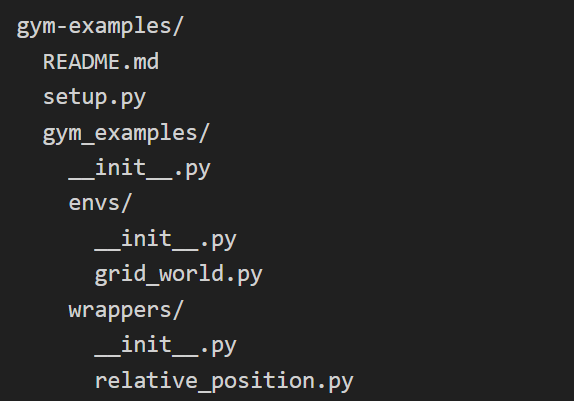 gym-examples/
  README.md
  setup.py
  gym_examples/
    __init__.py
    envs/
      __init__.py
      grid_world.py
    wrappers/
      __init__.py
      relative_position.py